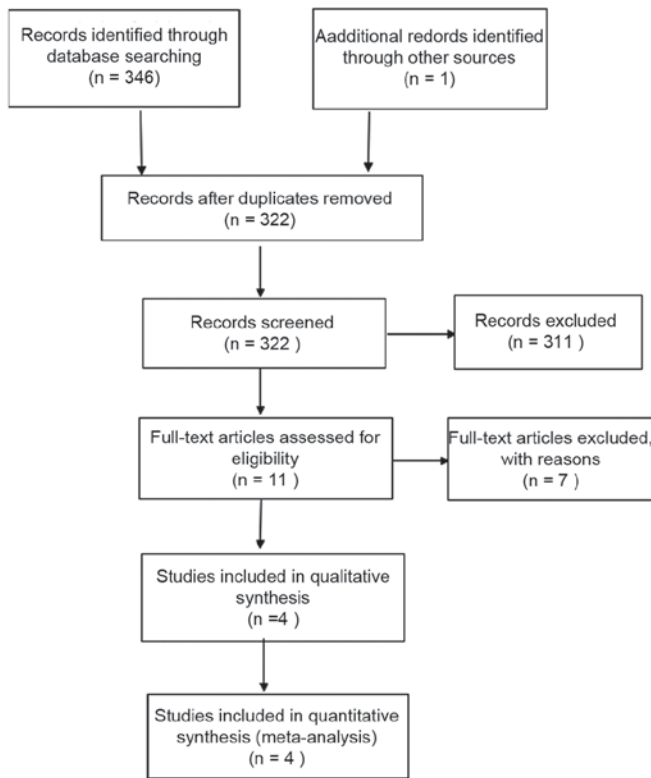 Records identified through
database searching
(n = 346)
Aadditional redords identified
through other sources
(n = 1)
Records after duplicates removed
(n = 322)
Records screened
(n = 322 )
Records excluded
(n = 311 )
Full-text articles assessed for
eligibility
(n = 11 )
Full-text articles excluded,
with reasons
(n = 7 )
Studies included in qualitative
synthesis
(n =4 )
Studies included in quantitative
synthesis (meta-analysis)
(n = 4 )